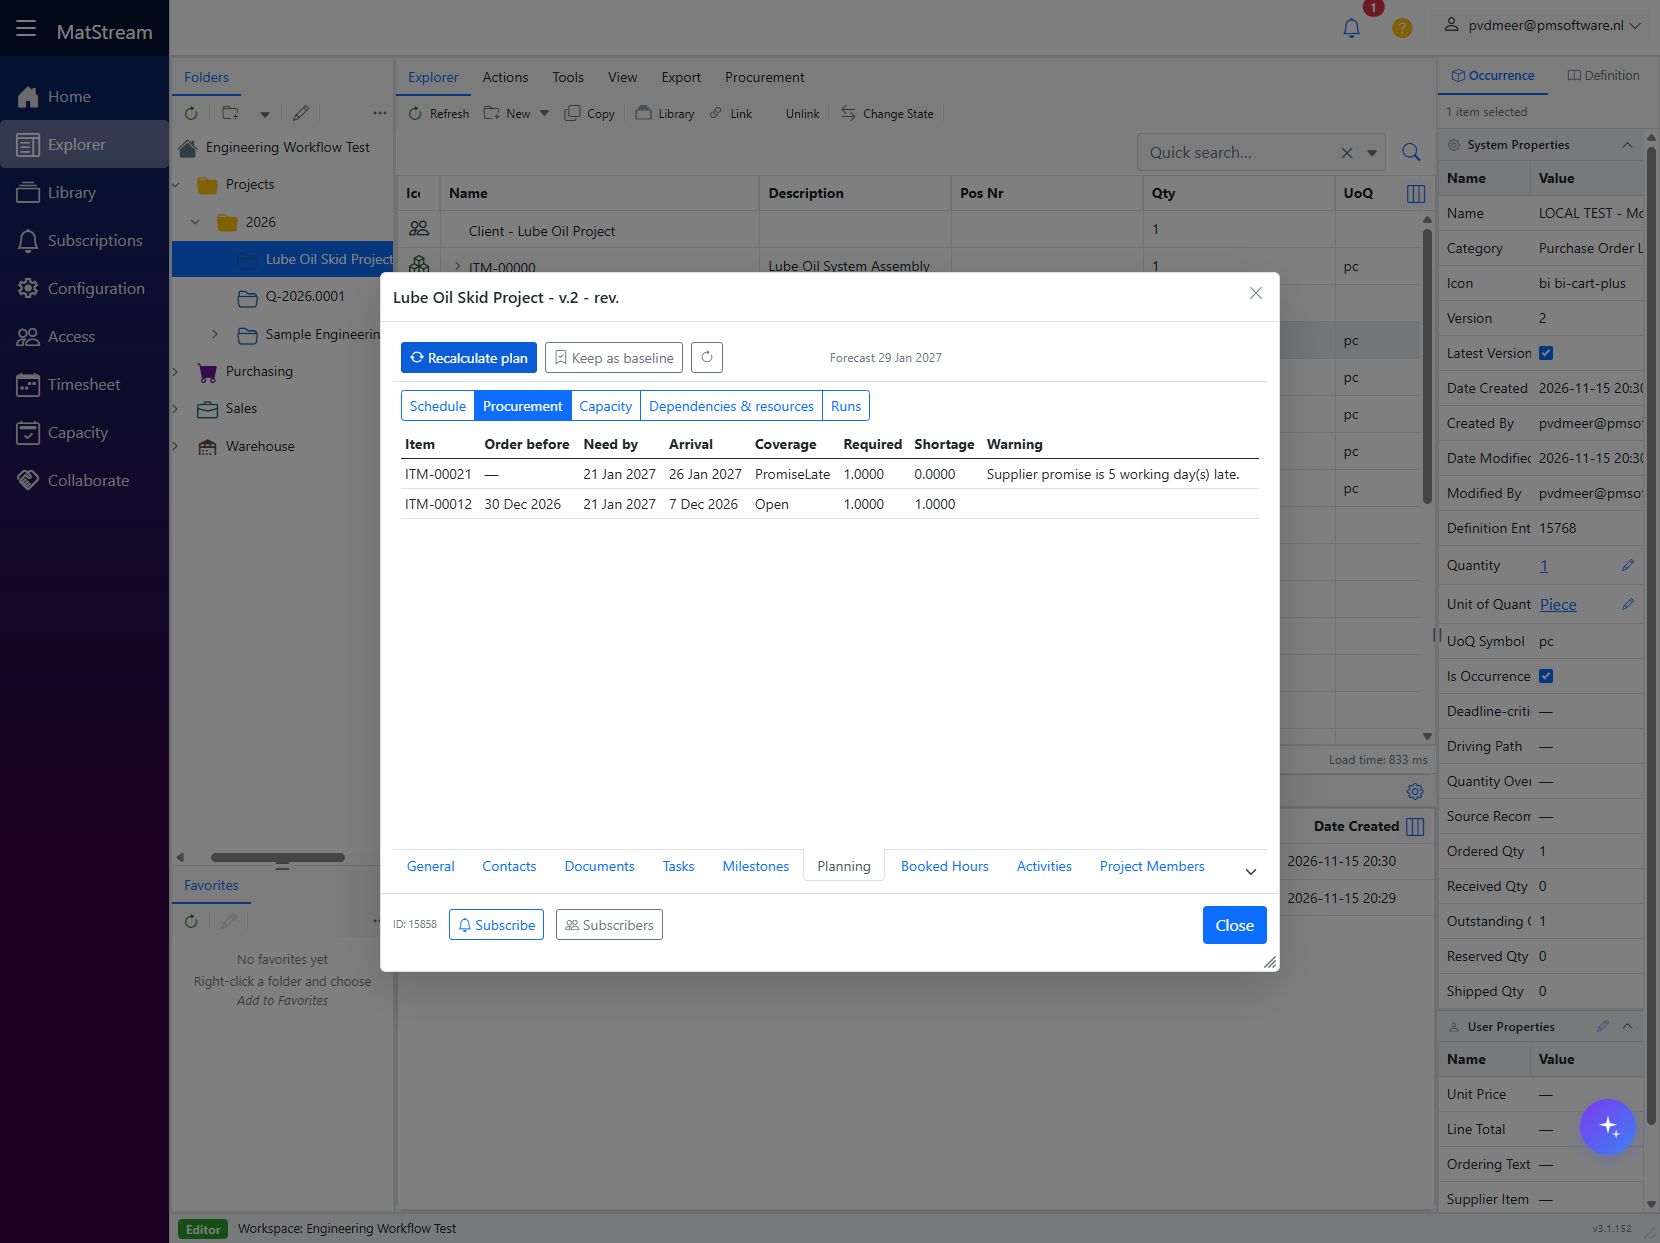 MatStream
1
?
pvdmeer@pmsoftware.nl
Home
Explorer
Library
Subscriptions
Configuration
Access
Timesheet
Capacity
Collaborate
Folders
Engineering Workflow Test
Projects
2026
Lube Oil Skid Project
Q-2026.0001
Sample Engineerin
Purchasing
Sales
Warehouse
Favorites
No favorites yet
Right-click a folder and choose
Add to Favorites
Explorer Actions Tools View Export Procurement
Refresh New Copy Library Link Unlink Change State
Quick search...
Name Description Pos Nr Qty UoQ
Client - Lube Oil Project 1
ITM-00000 Lube Oil System Assembly 1 pc
pc
pc
pc
pc
pc
Load time: 833 ms
Date Created
2026-11-15 20:30
2026-11-15 20:29
Lube Oil Skid Project - v.2 - rev.
Recalculate plan Keep as baseline Forecast 29 Jan 2027
Schedule Procurement Capacity Dependencies & resources Runs
Item Order before Need by Arrival Coverage Required Shortage Warning
ITM-00021 — 21 Jan 2027 26 Jan 2027 PromiseLate 1.0000 0.0000 Supplier promise is 5 working day(s) late.
ITM-00012 30 Dec 2026 21 Jan 2027 7 Dec 2026 Open 1.0000 1.0000
General Contacts Documents Tasks Milestones Planning Booked Hours Activities Project Members
ID: 15858 Subscribe Subscribers Close
Occurrence Definition
1 item selected
System Properties
Name Value
Name LOCAL TEST - Mo
Category Purchase Order L
Icon bi bi-cart-plus
Version 2
Latest Version
Date Created 2026-11-15 20:30
Created By pvdmeer@pmso
Date Modified 2026-11-15 20:30
Modified By pvdmeer@pmso
Definition Ent 15768
Quantity 1
Unit of Quant Piece
UoQ Symbol pc
Is Occurrence
Deadline-criti —
Driving Path —
Quantity Over —
Source Recom —
Ordered Qty 1
Received Qty 0
Outstanding 1
Reserved Qty 0
Shipped Qty 0
User Properties
Name Value
Unit Price —
Line Total —
Ordering Text —
Supplier Item —
Editor Workspace: Engineering Workflow Test
v3.1.152